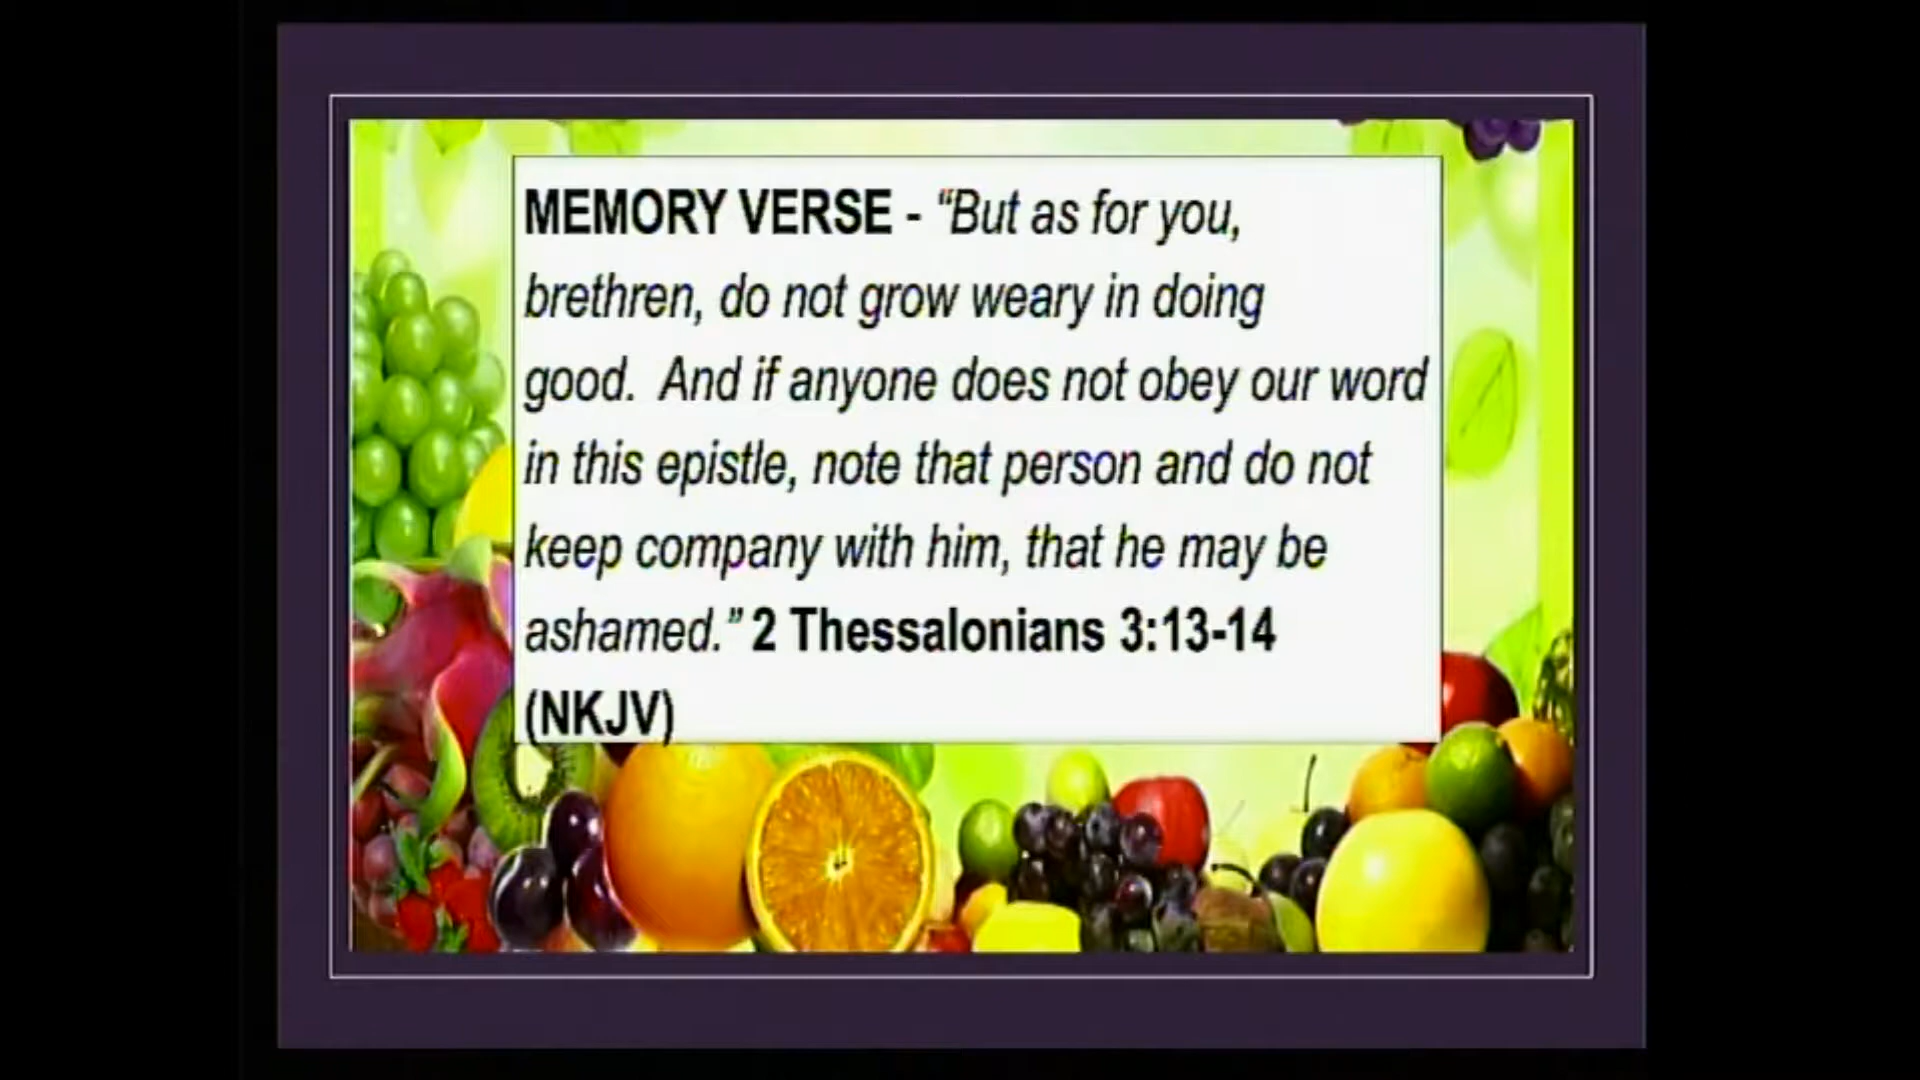 MEMORY VERSE - “But as for you,
brethren, do not grow weary in doing
good.  And if anyone does not obey our word
in this epistle, note that person and do not
keep company with him, that he may be
ashamed.” 2 Thessalonians 3:13-14
(NKJV)